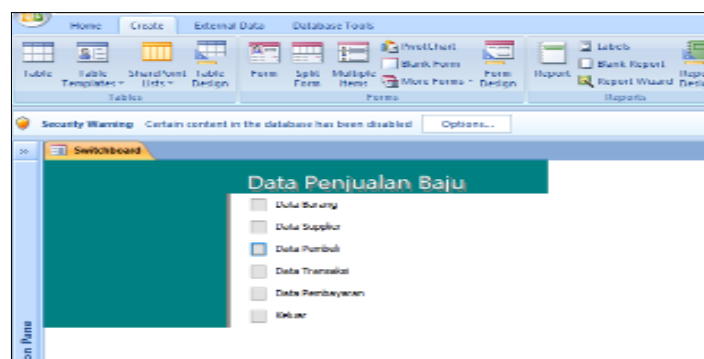 Home Create External Data Database Tools
PivotChart Labels
Blank Form Blank Report
Table Table SharePoint Table Form Split Multiple More Forms Form Report Report Wizard
Templates Lists Design Form Items Design
Tables Forms Reports
Security Warning Certain content in the database has been disabled Options...
Switchboard
Data Penjualan Baju
Data Barang
Data Supplier
Data Pembeli
Data Transaksi
Data Pembayaran
Keluar
on Pane